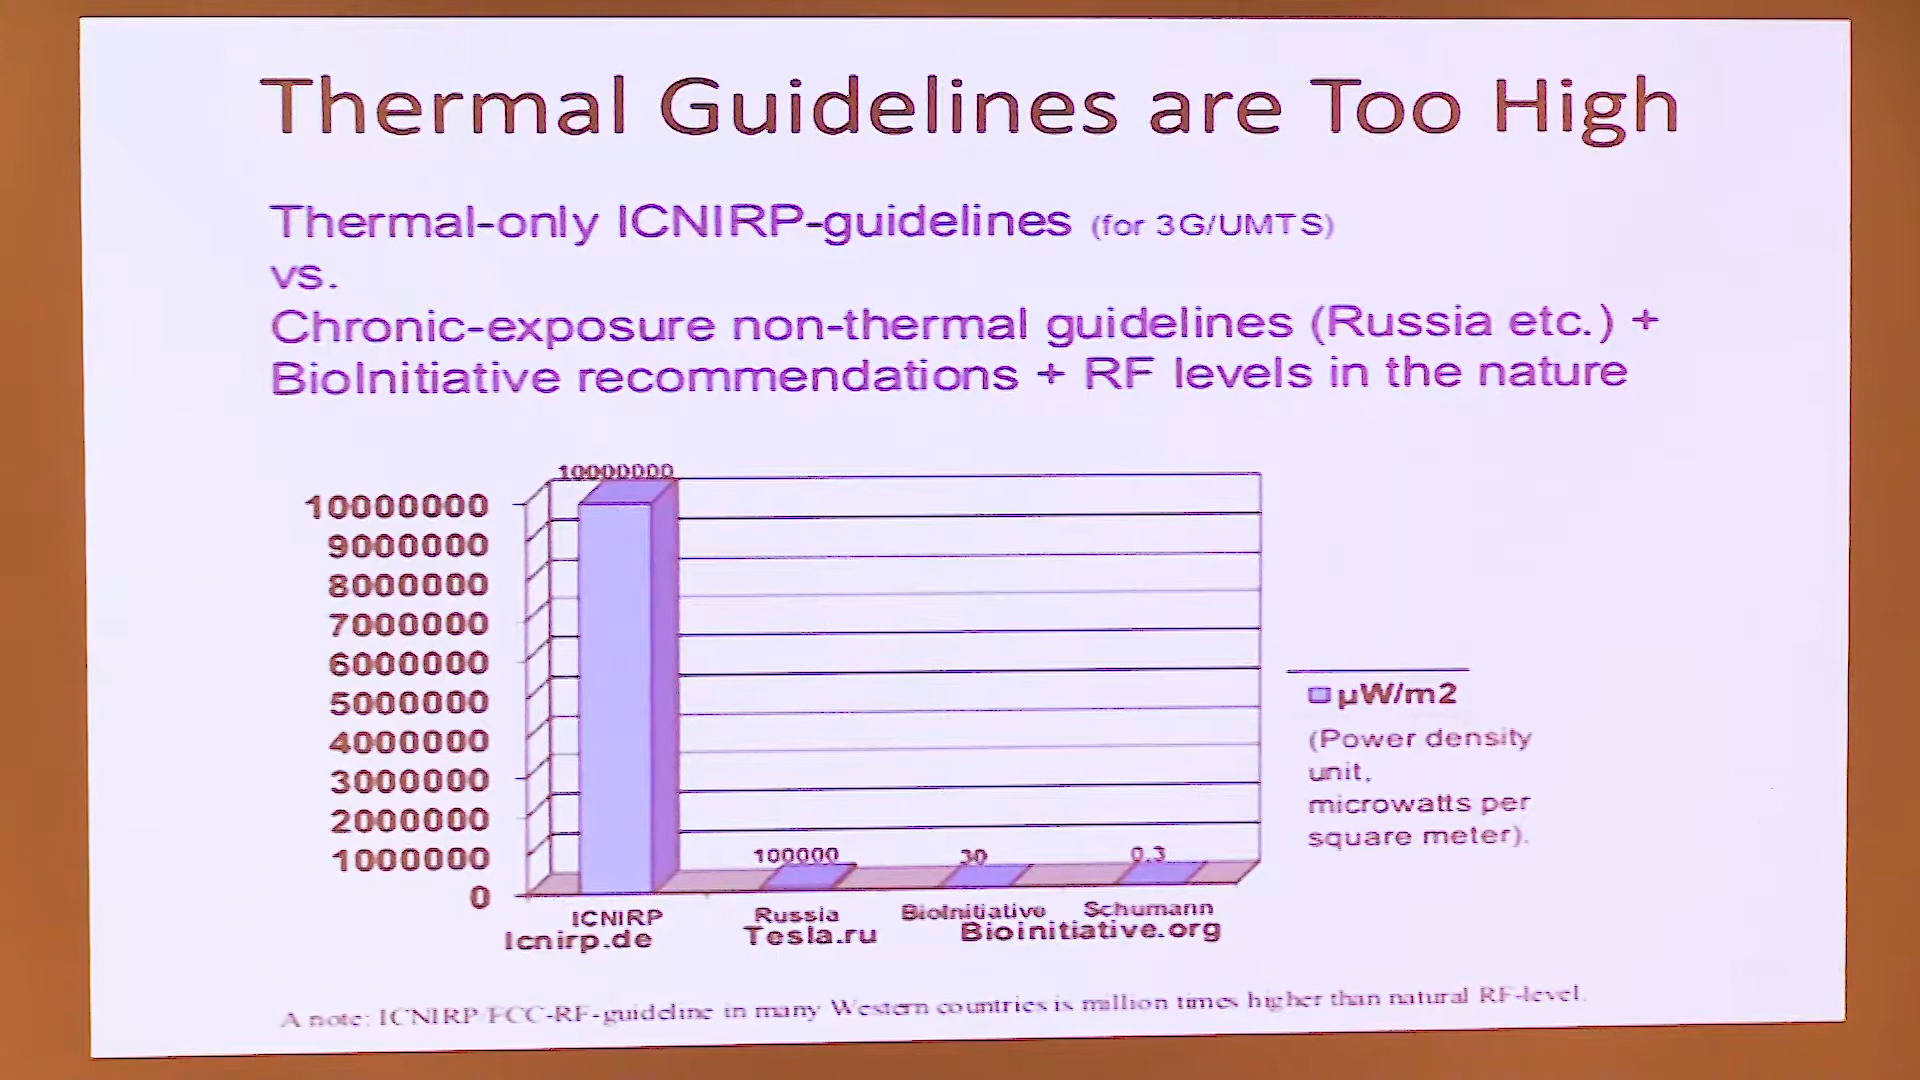 Thermal Guidelines are Too High
Thermal-only ICNIRP-guidelines (for 3G/UMTS)
vs.
Chronic-exposure non-thermal guidelines (Russia etc.) +
BioInitiative recommendations + RF levels in the nature
10000000
10000000
9000000
8000000
7000000
6000000
5000000
4000000
3000000
2000000
1000000
0
100000
30
0.3
µW/m2
(Power density
unit,
microwatts per
square meter).
ICNIRP
Russia
BioInitiative
Schumann
Icnirp.de
Tesla.ru
Bioinitiative.org
A note: ICNIRP/FCC-RF-guideline in many Western countries is million times higher than natural RF-level.